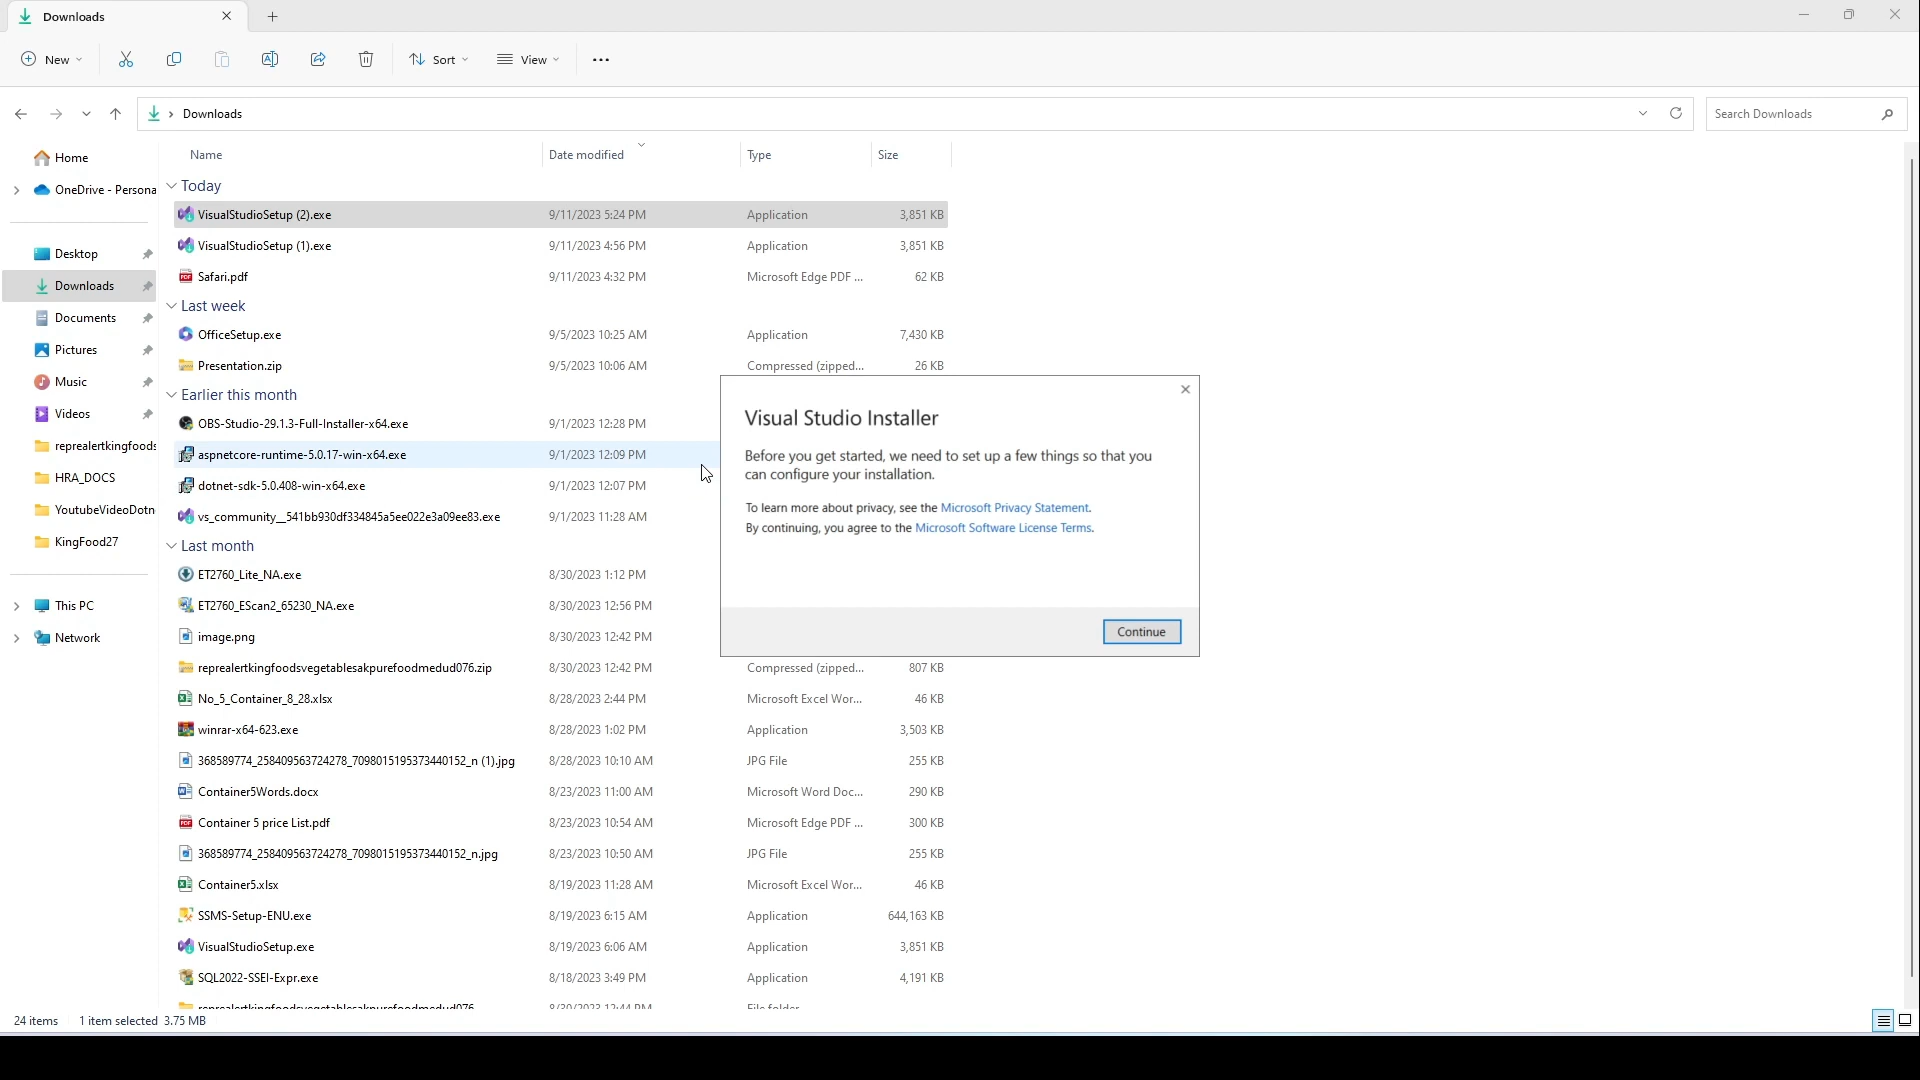 Downloads
New
Sort
View
Downloads
Search Downloads
Home
OneDrive - Persona
Desktop
Downloads
Documents
Pictures
Music
Videos
reprealertkingfoods
HRA_DOCS
YoutubeVideoDotn
KingFood27
This PC
Network
Name Date modified Type Size
Today
VisualStudioSetup (2).exe 9/11/2023 5:24 PM Application 3,851 KB
VisualStudioSetup (1).exe 9/11/2023 4:56 PM Application 3,851 KB
Safari.pdf 9/11/2023 4:32 PM Microsoft Edge PDF ... 62 KB
Last week
OfficeSetup.exe 9/5/2023 10:25 AM Application 7,430 KB
Presentation.zip 9/5/2023 10:06 AM Compressed (zipped... 26 KB
Earlier this month
OBS-Studio-29.1.3-Full-Installer-x64.exe 9/1/2023 12:28 PM
aspnetcore-runtime-5.0.17-win-x64.exe 9/1/2023 12:09 PM
dotnet-sdk-5.0.408-win-x64.exe 9/1/2023 12:07 PM
vs_community__541bb930df334845a5ee022e3a09ee83.exe 9/1/2023 11:28 AM
Last month
ET2760_Lite_NA.exe 8/30/2023 1:12 PM
ET2760_EScan2_65230_NA.exe 8/30/2023 12:56 PM
image.png 8/30/2023 12:42 PM
reprealertkingfoodsvegetablesakpurefoodmedud076.zip 8/30/2023 12:42 PM Compressed (zipped... 807 KB
No_5_Container_8_28.xlsx 8/28/2023 2:44 PM Microsoft Excel Wor... 46 KB
winrar-x64-623.exe 8/28/2023 1:02 PM Application 3,503 KB
368589774_258409563724278_7098015195373440152_n (1).jpg 8/28/2023 10:10 AM JPG File 255 KB
Container5Words.docx 8/23/2023 11:00 AM Microsoft Word Doc... 290 KB
Container 5 price List.pdf 8/23/2023 10:54 AM Microsoft Edge PDF ... 300 KB
368589774_258409563724278_7098015195373440152_n.jpg 8/23/2023 10:50 AM JPG File 255 KB
Container5.xlsx 8/19/2023 11:28 AM Microsoft Excel Wor... 46 KB
SSMS-Setup-ENU.exe 8/19/2023 6:15 AM Application 644,163 KB
VisualStudioSetup.exe 8/19/2023 6:06 AM Application 3,851 KB
SQL2022-SSEI-Expr.exe 8/18/2023 3:49 PM Application 4,191 KB
reprealertkingfoodsvegetablesakpurefoodmedud076 8/30/2023 12:44 PM File folder
Visual Studio Installer
Before you get started, we need to set up a few things so that you
can configure your installation.
To learn more about privacy, see the Microsoft Privacy Statement.
By continuing, you agree to the Microsoft Software License Terms.
Continue
24 items 1 item selected 3.75 MB